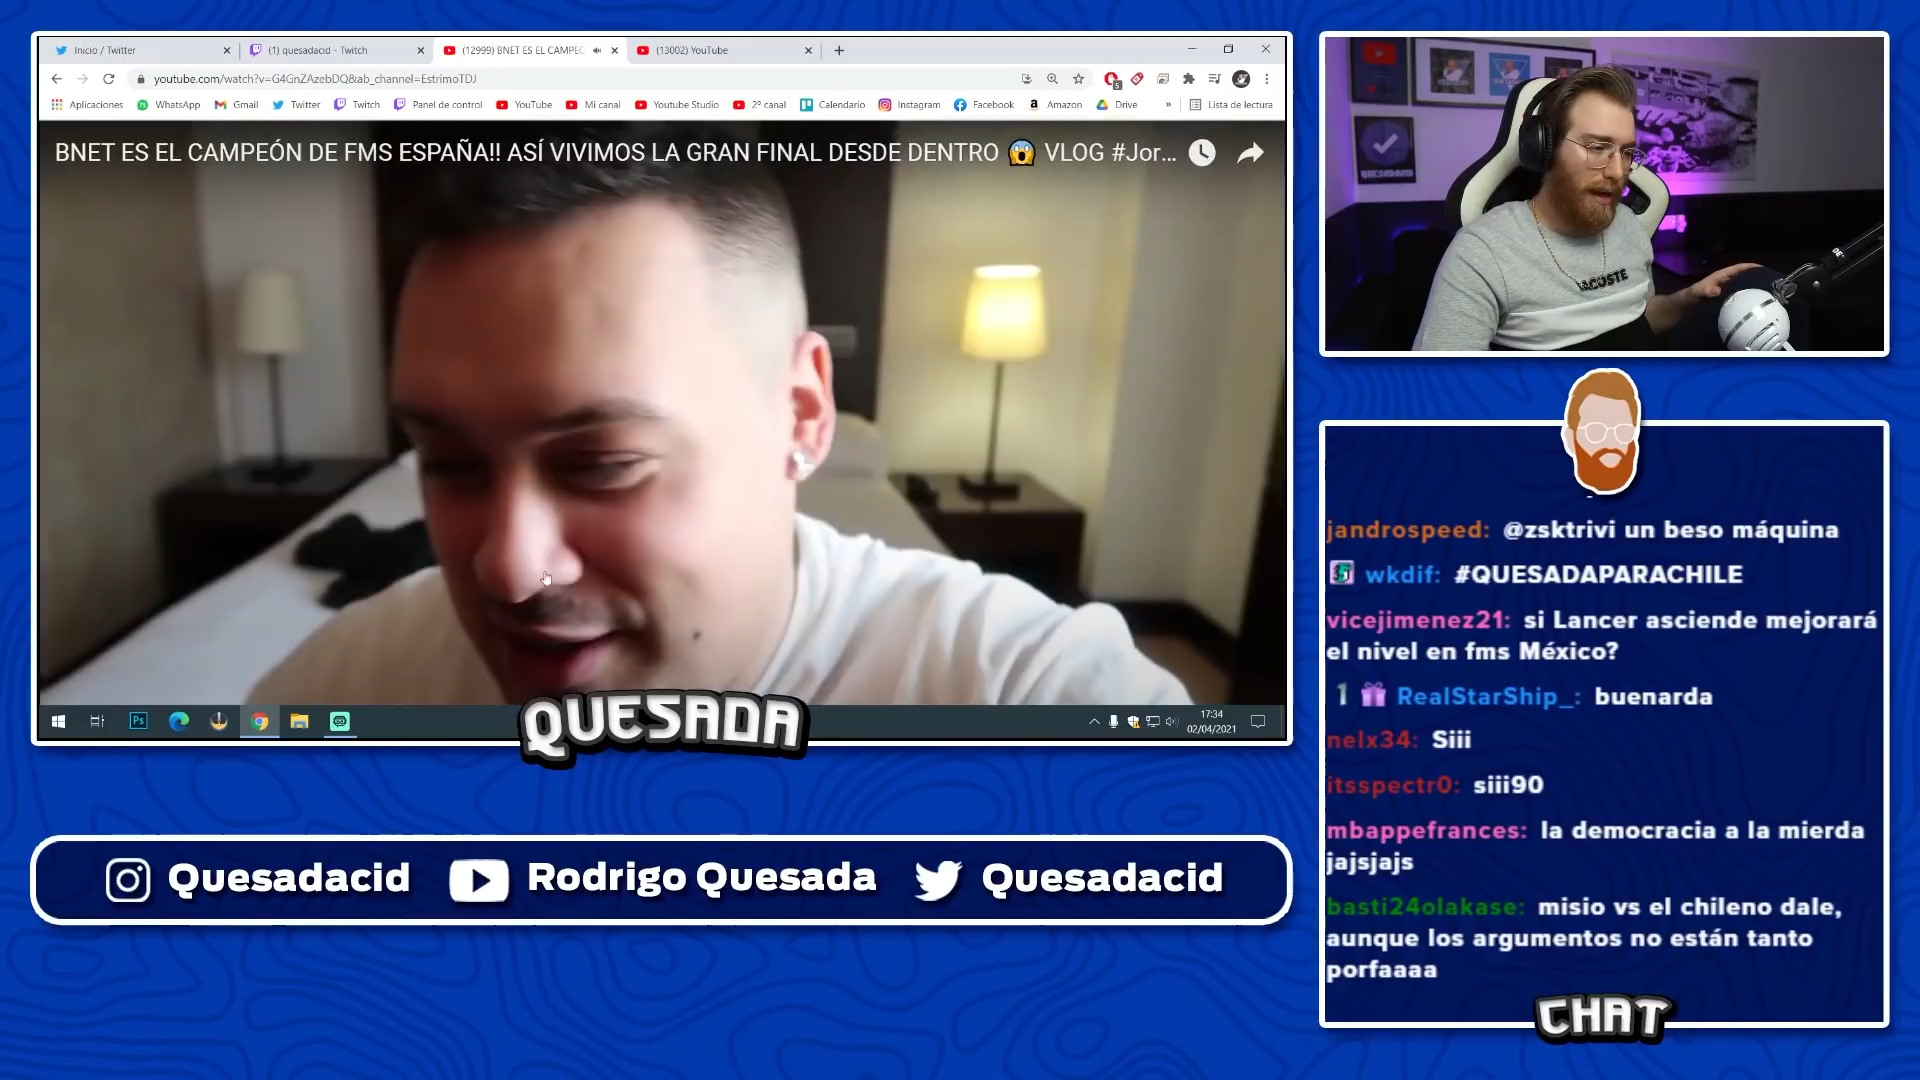 Inicio / Twitter
(1) quesadacid - Twitch
(12999) BNET ES EL CAMPEC
(13002) YouTube
youtube.com/watch?v=G4GnZAzebDQ&ab_channel=EstrimoTDJ
Aplicaciones
WhatsApp
Gmail
Twitter
Twitch
Panel de control
YouTube
Mi canal
Youtube Studio
2º canal
Calendario
Instagram
Facebook
Amazon
Drive
»
Lista de lectura
BNET ES EL CAMPEÓN DE FMS ESPAÑA!! ASÍ VIVIMOS LA GRAN FINAL DESDE DENTRO 😱 VLOG #Jor...
Ps
17:34
02/04/2021
QUESADA
QUESADACID
LACOSTE
Quesadacid
Rodrigo Quesada
Quesadacid
jandrospeed: @zsktrivi un beso máquina
wkdif: #QUESADAPARACHILE
vicejimenez21: si Lancer asciende mejorará
el nivel en fms México?
1 RealStarShip_: buenarda
nelx34: Siii
itsspectr0: siii90
mbappefrances: la democracia a la mierda
jajsjajs
basti24olakase: misio vs el chileno dale,
aunque los argumentos no están tanto
porfaaaa
CHAT